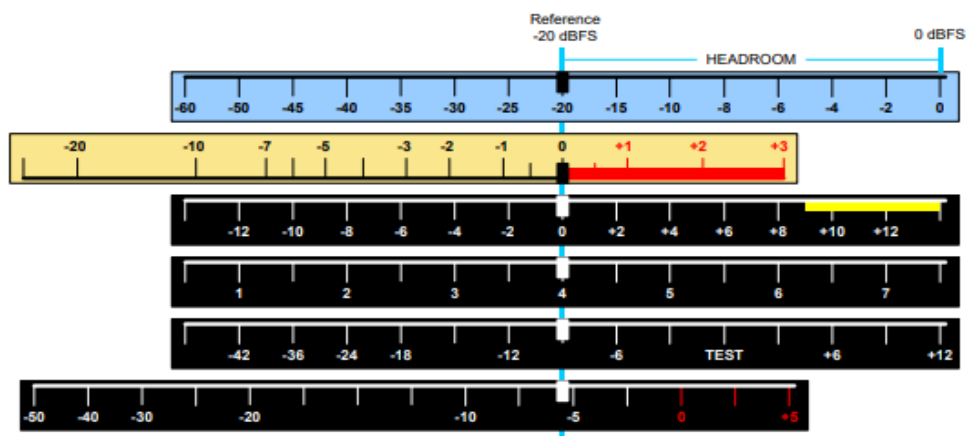 Reference
-20 dBFS
0 dBFS
HEADROOM
-60 -50 -45 -40 -35 -30 -25 -20 -15 -10 -8 -6 -4 -2 0
-20 -10 -7 -5 -3 -2 -1 0 +1 +2 +3
-12 -10 -8 -6 -4 -2 0 +2 +4 +6 +8 +10 +12
1 2 3 4 5 6 7
-42 -36 -24 -18 -12 -6 TEST +6 +12
-50 -40 -30 -20 -10 -5 0 +5